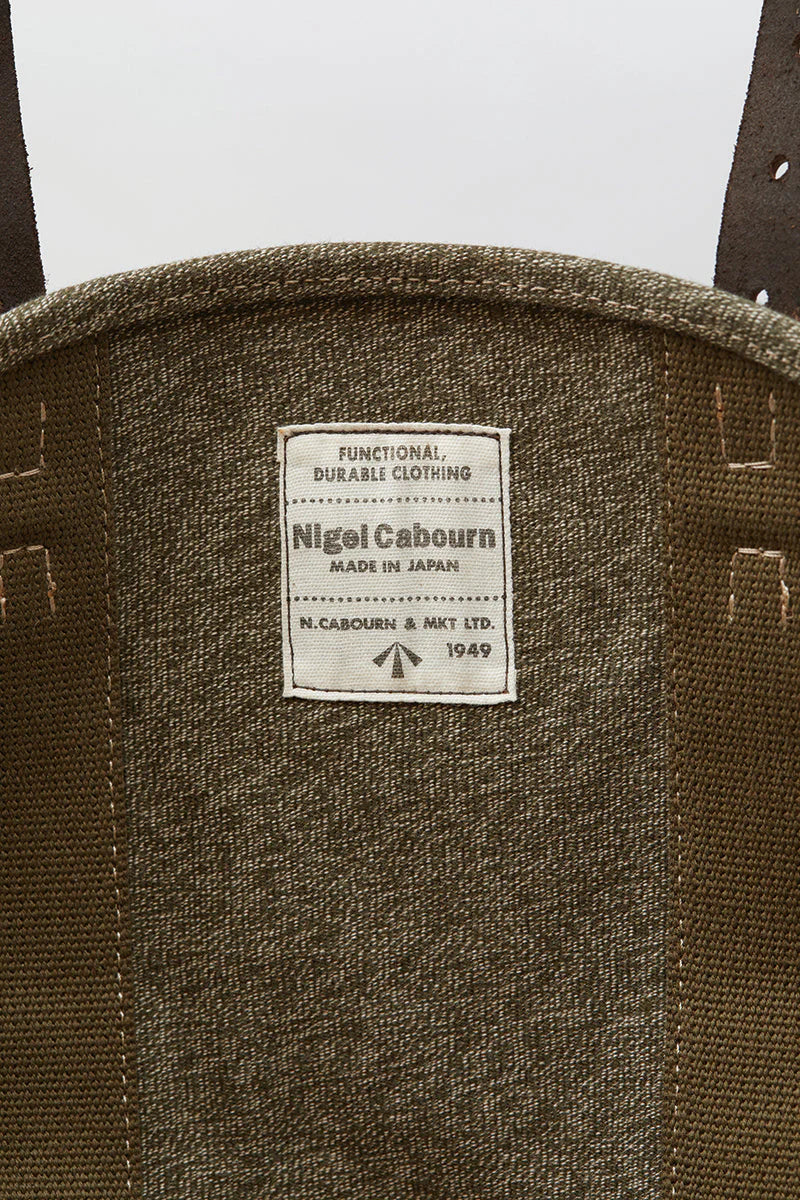 FUNCTIONAL,
DURABLE CLOTHING
Nigel Cabourn
MADE IN JAPAN
N.CABOURN & MKT LTD.
1949